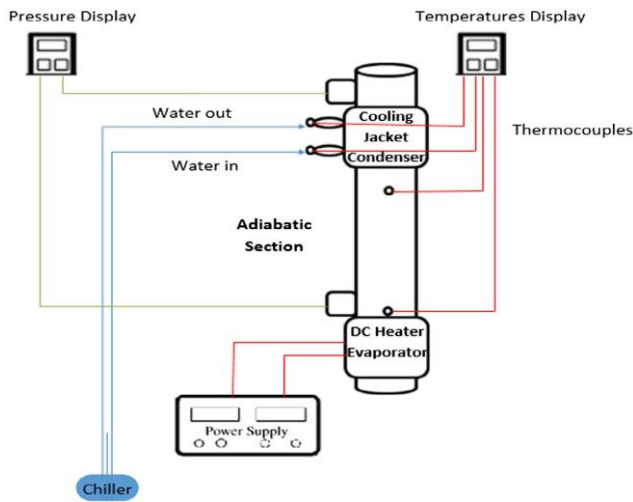 Pressure Display
Temperatures Display
Water out
Cooling
Jacket
Condenser
Thermocouples
Water in
Adiabatic
Section
DC Heater
Evaporator
Power Supply
Chiller